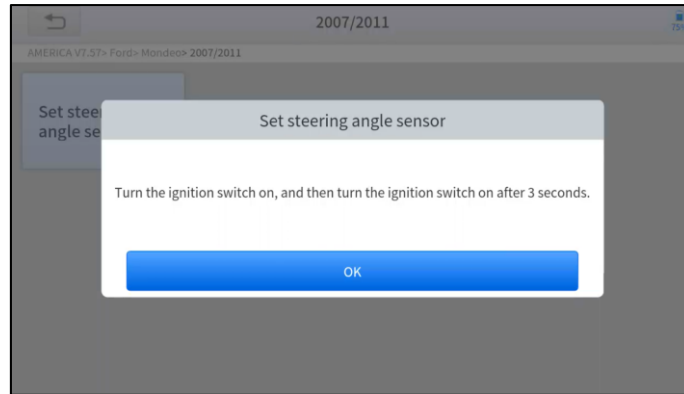 2007/2011
AMERICA V7.57> Ford> Mondeo> 2007/2011
Set stee
angle se
Set steering angle sensor
Turn the ignition switch on, and then turn the ignition switch on after 3 seconds.
OK